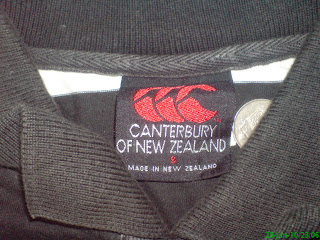 CANTERBURY
OF NEW ZEALAND
S
MADE IN NEW ZEALAND